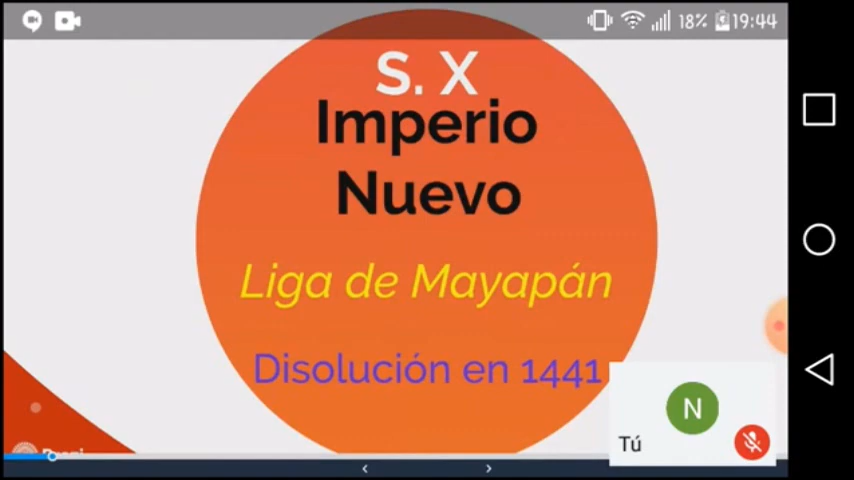 18% 19:44
S. X
Imperio
Nuevo
Liga de Mayapán
Disolución en 1441
N
Tú